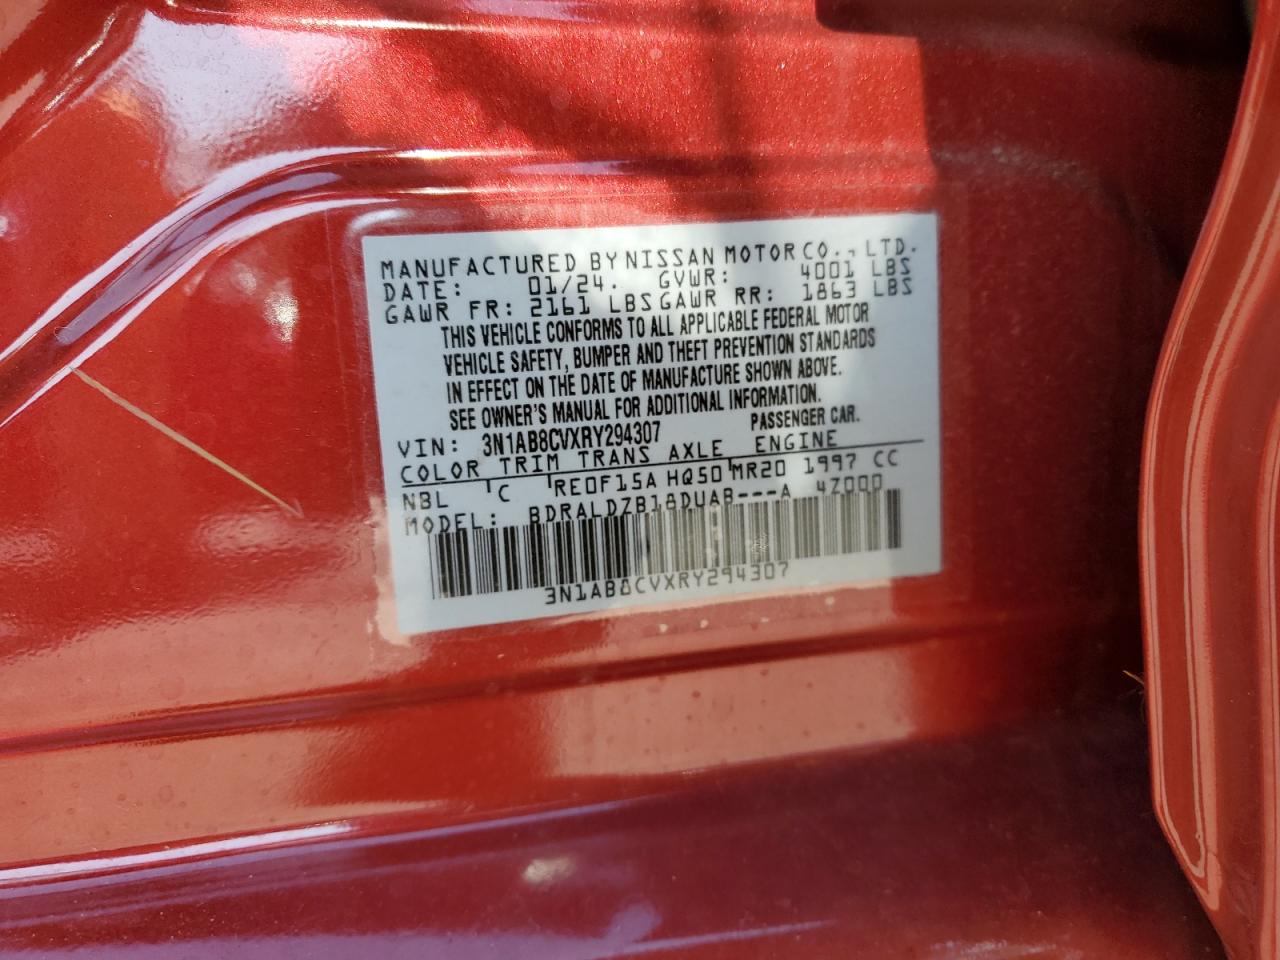 MANUFACTURED BY NISSAN MOTOR CO., LTD.
DATE: 01/24. GVWR: 4001 LBS
GAWR FR: 2161 LBS GAWR RR: 1863 LBS
THIS VEHICLE CONFORMS TO ALL APPLICABLE FEDERAL MOTOR
VEHICLE SAFETY, BUMPER AND THEFT PREVENTION STANDARDS
IN EFFECT ON THE DATE OF MANUFACTURE SHOWN ABOVE.
SEE OWNER'S MANUAL FOR ADDITIONAL INFORMATION.
VIN: 3N1AB8CVXRY294307 PASSENGER CAR.
COLOR TRIM TRANS AXLE ENGINE
NBL C RE0F15A HQ50 MR20 1997 CC
MODEL: BDRALDZB18DUAB---A 4Z000
3N1AB8CVXRY294307